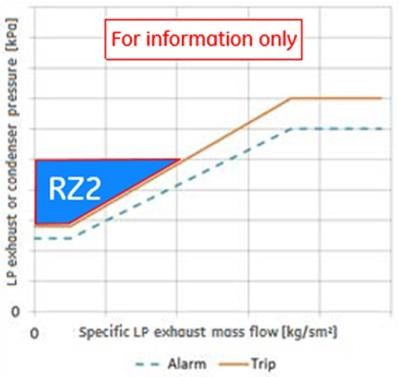 For information only
LP exhaust or condenser pressure [kPa]
RZ2
0
0
Specific LP exhaust mass flow [kg/sm²]
Alarm
Trip